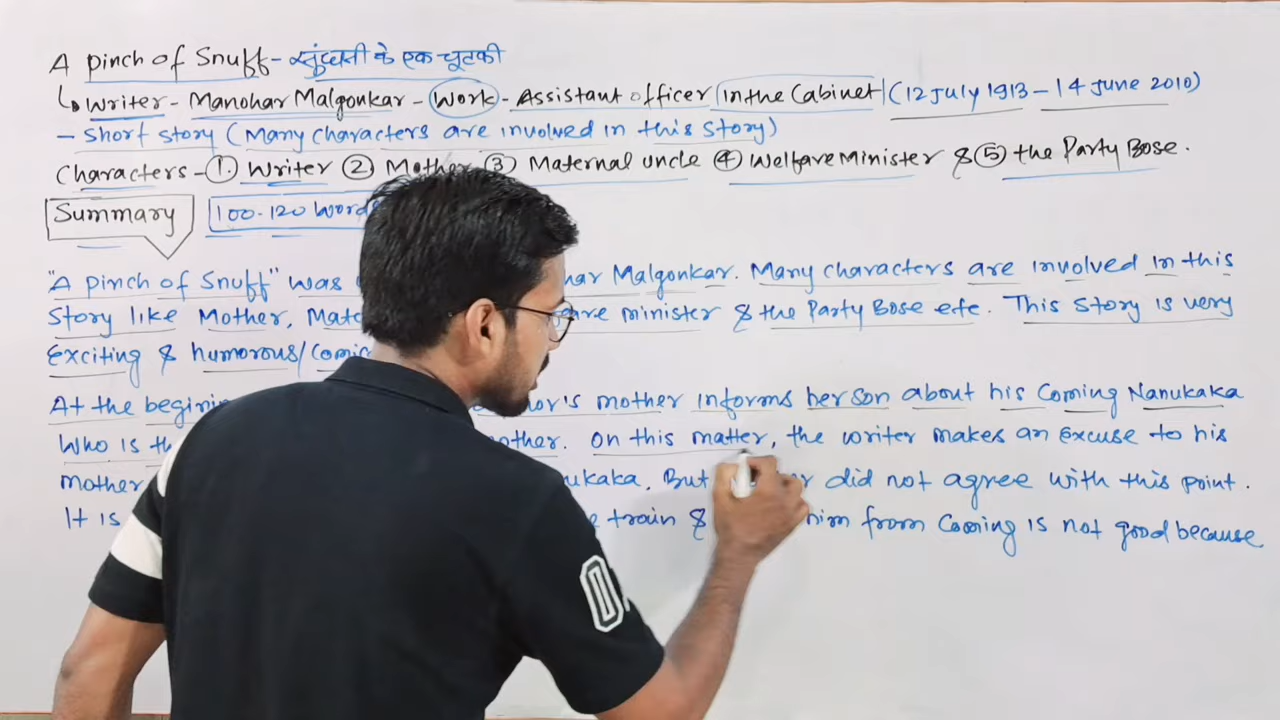 A pinch of Snuff - सुंघनी के एक चूटकी
Writer - Manohar Malgonkar - Work - Assistant officer in the Cabinet (12 July 1913 - 14 June 2010)
- Short story (Many characters are involved in this Story)
Characters - 1. Writer 2 Mother 3 Maternal uncle 4 Welfare Minister & 5 the Party Bose.
Summary 100-120 Words
"A pinch of Snuff" was Malgonkar. Many characters are involved in this
Story like Mother, minister & the Party Bose etc. This Story is very
Exciting & humorous/
At the mother informs herson about his Coming Nanukaka
Who is On this matter, the writer makes an Excuse to his
Mother But did not agree with this point.
It is train & him from Coming is not good because